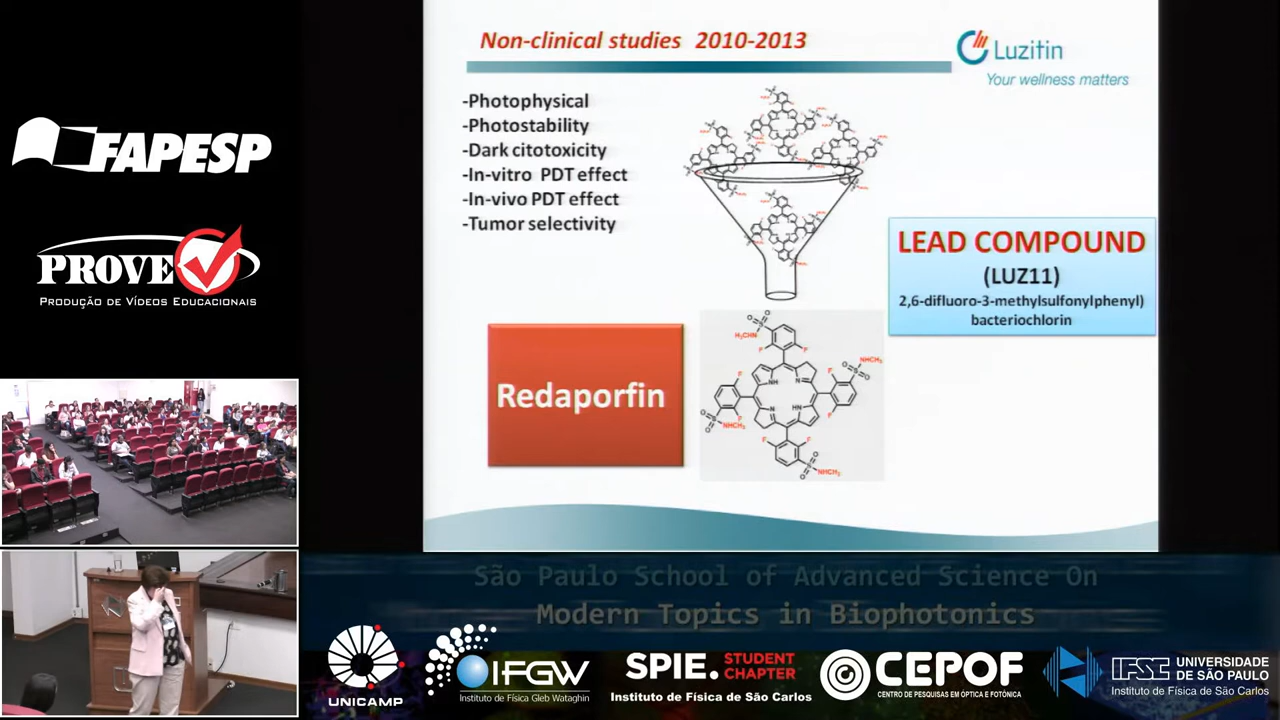 Non-clinical studies 2010-2013
Luzitin
Your wellness matters
-Photophysical
-Photostability
-Dark citotoxicity
-In-vitro PDT effect
-In-vivo PDT effect
-Tumor selectivity
LEAD COMPOUND
(LUZ11)
2,6-difluoro-3-methylsulfonylphenyl)
bacteriochlorin
Redaporfin
FAPESP
PROVE
PRODUÇÃO DE VÍDEOS EDUCACIONAIS
São Paulo School of Advanced Science On
Modern Topics in Biophotonics
UNICAMP
IFGW
Instituto de Física Gleb Wataghin
SPIE. STUDENT
CHAPTER
Instituto de Física de São Carlos
CEPOF
CENTRO DE PESQUISAS EM ÓPTICA E FOTÔNICA
IFSC UNIVERSIDADE
DE SÃO PAULO
Instituto de Física de São Carlos